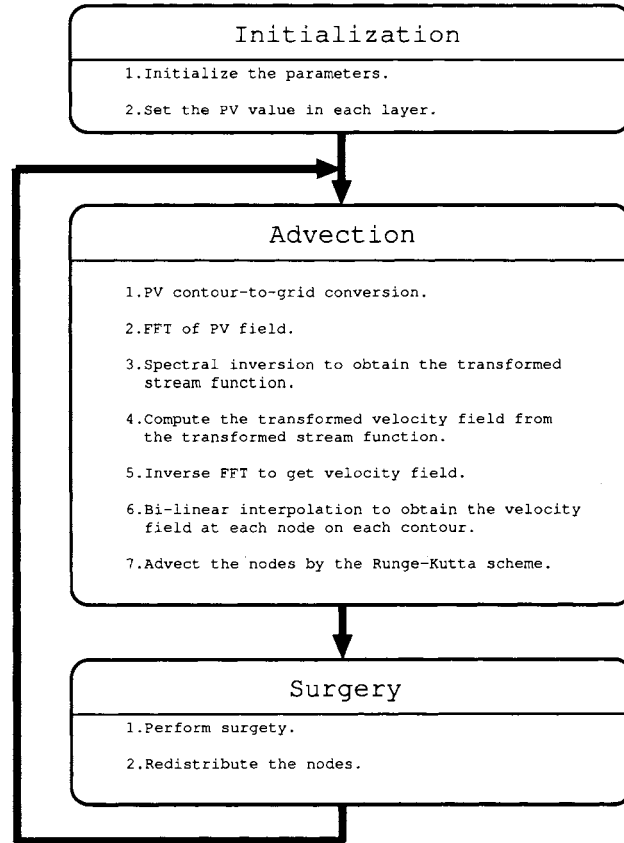 Initialization
1.Initialize the parameters.
2.Set the PV value in each layer.
Advection
1.PV contour-to-grid conversion.
2.FFT of PV field.
3.Spectral inversion to obtain the transformed
stream function.
4.Compute the transformed velocity field from
the transformed stream function.
5.Inverse FFT to get velocity field.
6.Bi-linear interpolation to obtain the velocity
field at each node on each contour.
7.Advect the nodes by the Runge-Kutta scheme.
Surgery
1.Perform surgety.
2.Redistribute the nodes.